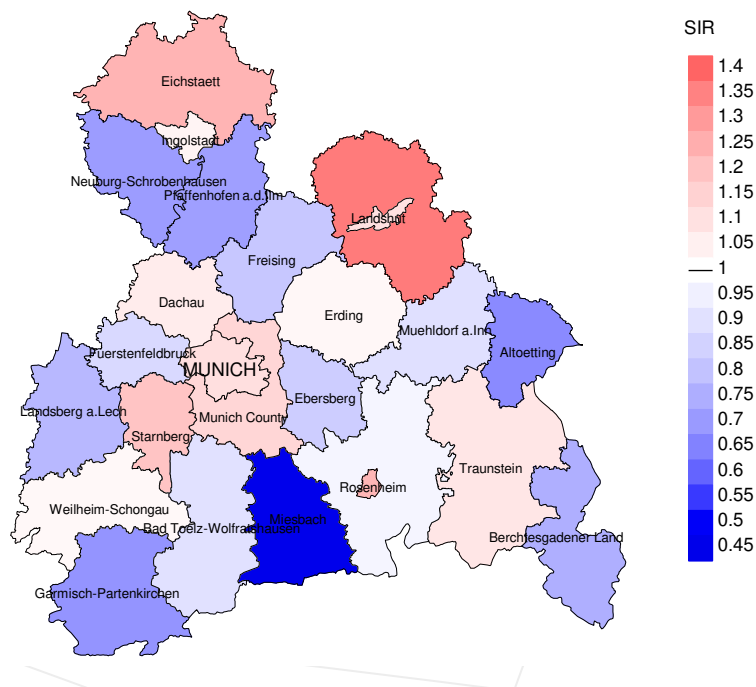 SIR
Eichstaett
Ingolstadt
Neuburg-Schrobenhausen
Pfaffenhofen a.d.Ilm
Landshut
Freising
Dachau
Erding
Muehldorf a.Inn
Altoetting
Fuerstenfeldbruck
MUNICH
Ebersberg
Landsberg a.Lech
Munich County
Starnberg
Traunstein
Rosenheim
Weilheim-Schongau
Bad Toelz-Wolfratshausen
Miesbach
Berchtesgadener Land
Garmisch-Partenkirchen
1.4
1.35
1.3
1.25
1.2
1.15
1.1
1.05
1
0.95
0.9
0.85
0.8
0.75
0.7
0.65
0.6
0.55
0.5
0.45